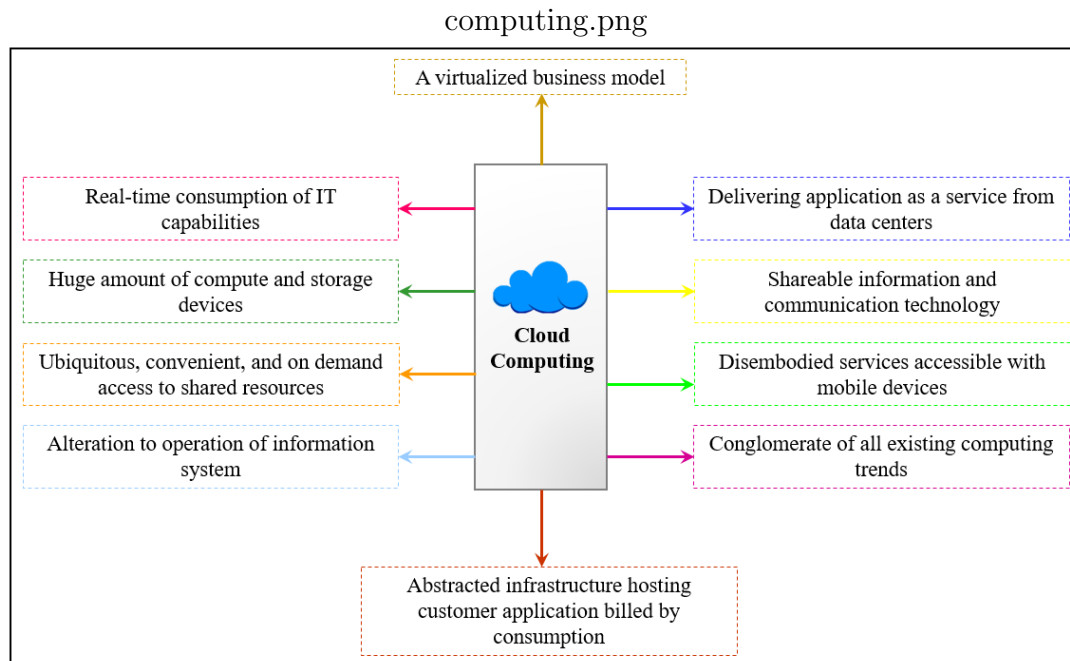 computing.png
A virtualized business model
Real-time consumption of IT
capabilities
Huge amount of compute and storage
devices
Ubiquitous, convenient, and on demand
access to shared resources
Alteration to operation of information
system
Cloud
Computing
Delivering application as a service from
data centers
Shareable information and
communication technology
Disembodied services accessible with
mobile devices
Conglomerate of all existing computing
trends
Abstracted infrastructure hosting
customer application billed by
consumption